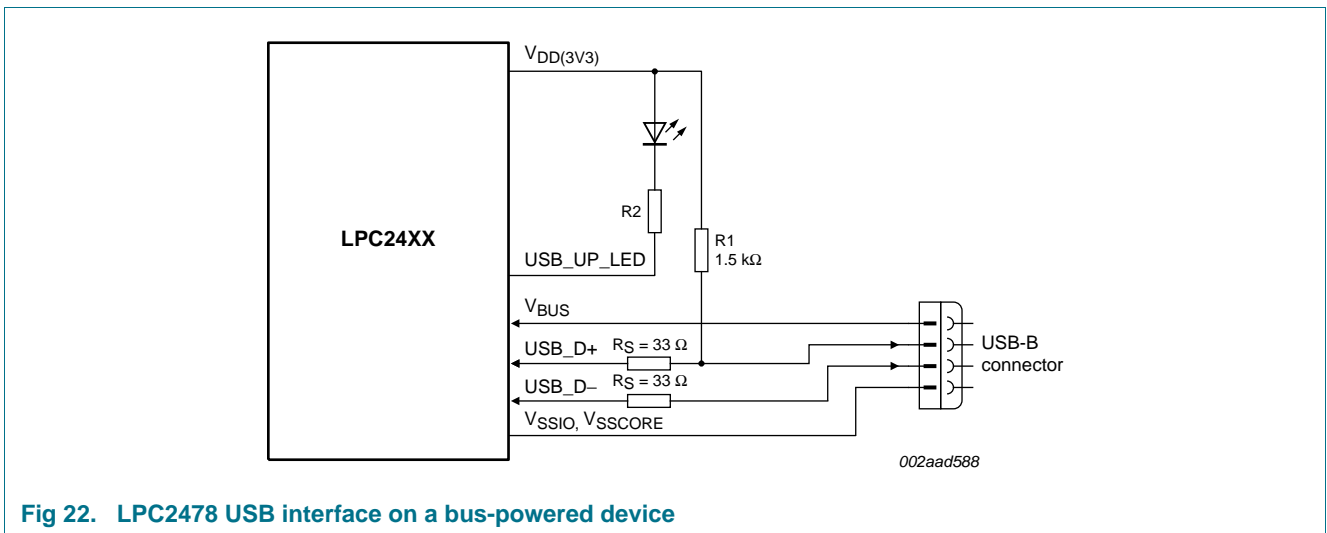 VDD(3V3)
R2
R1
1.5 kΩ
LPC24XX
USB_UP_LED
VBUS
USB_D+
RS = 33 Ω
USB-B
connector
USB_D−
RS = 33 Ω
VSSIO, VSSCORE
002aad588
Fig 22. LPC2478 USB interface on a bus-powered device